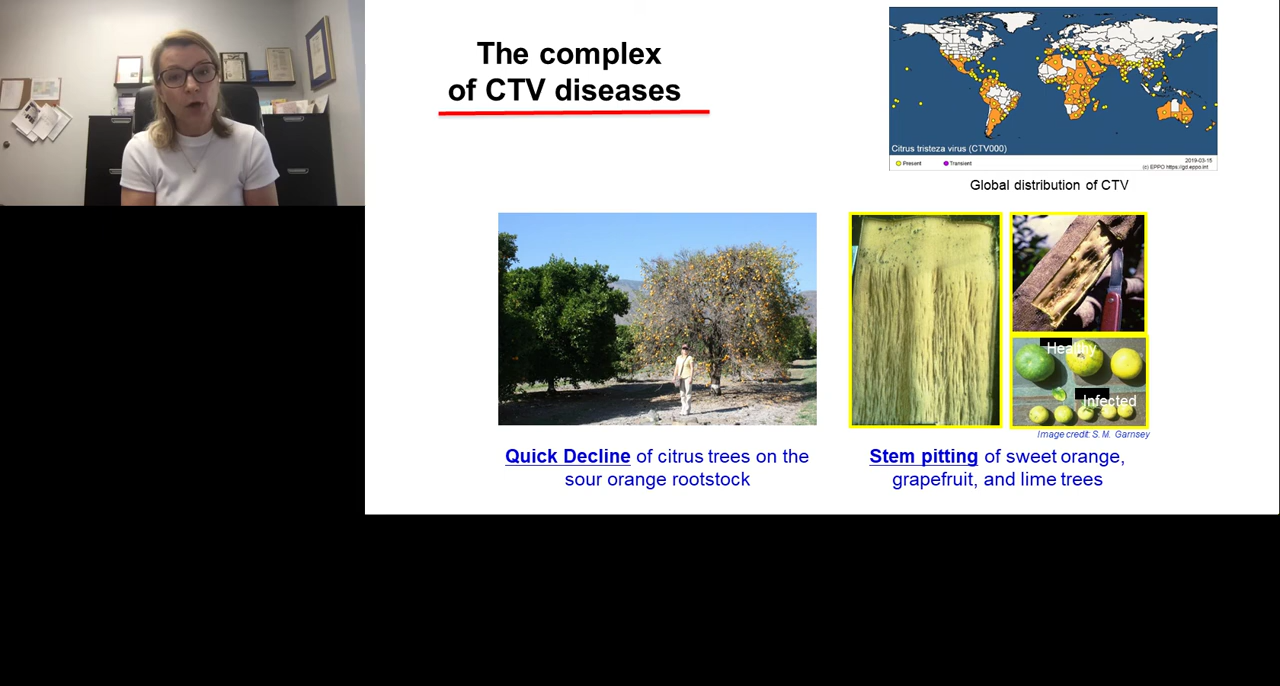 The complex
of CTV diseases
Citrus tristeza virus (CTV000)
Present
Transient
2019-03-15
(c) EPPO https://gd.eppo.int
Global distribution of CTV
Healthy
Infected
Image credit: S. M. Garnsey
Quick Decline of citrus trees on the
sour orange rootstock
Stem pitting of sweet orange,
grapefruit, and lime trees